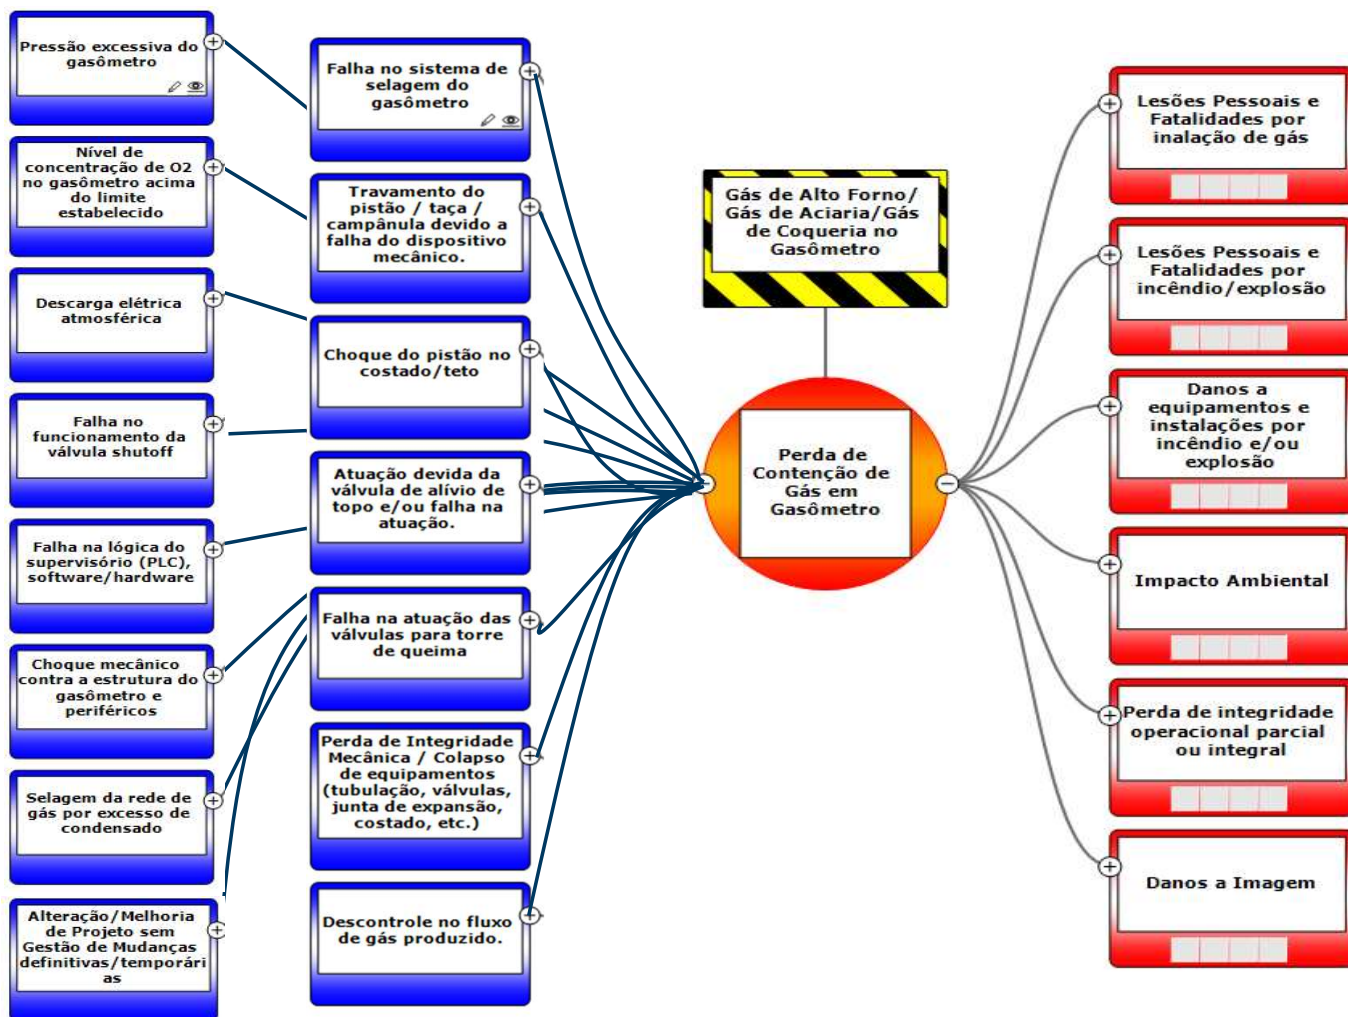 Pressão excessiva do
gasômetro
Nível de
concentração de O2
no gasômetro acima
do limite
estabelecido
Descarga elétrica
atmosférica
Falha no
funcionamento da
válvula shutoff
Falha na lógica do
supervisório (PLC),
software/hardware
Choque mecânico
contra a estrutura do
gasômetro e
periféricos
Selagem da rede de
gás por excesso de
condensado
Alteração/Melhoria
de Projeto sem
Gestão de Mudanças
definitivas/temporári
as
Falha no sistema de
selagem do
gasômetro
Travamento do
pistão / taça /
campânula devido a
falha do dispositivo
mecânico.
Choque do pistão no
costado/teto
Atuação devida da
válvula de alívio de
topo e/ou falha na
atuação.
Falha na atuação das
válvulas para torre
de queima
Perda de Integridade
Mecânica / Colapso
de equipamentos
(tubulação, válvulas,
junta de expansão,
costado, etc.)
Descontrole no fluxo
de gás produzido.
Gás de Alto Forno/
Gás de Aciaria/Gás
de Coqueria no
Gasômetro
Perda de
Contenção de
Gás em
Gasômetro
Lesões Pessoais e
Fatalidades por
inalação de gás
Lesões Pessoais e
Fatalidades por
incêndio/explosão
Danos a
equipamentos e
instalações por
incêndio e/ou
explosão
Impacto Ambiental
Perda de integridade
operacional parcial
ou integral
Danos a Imagem